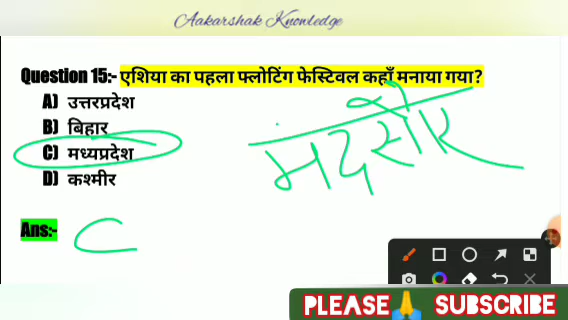 Aakarshak Knowledge
Question 15:- एशिया का पहला फ्लोटिंग फेस्टिवल कहाँ मनाया गया?
A) उत्तरप्रदेश
B) बिहार
C) मध्यप्रदेश
D) कश्मीर
मंदसौर
Ans:- C
PLEASE🙏 SUBSCRIBE